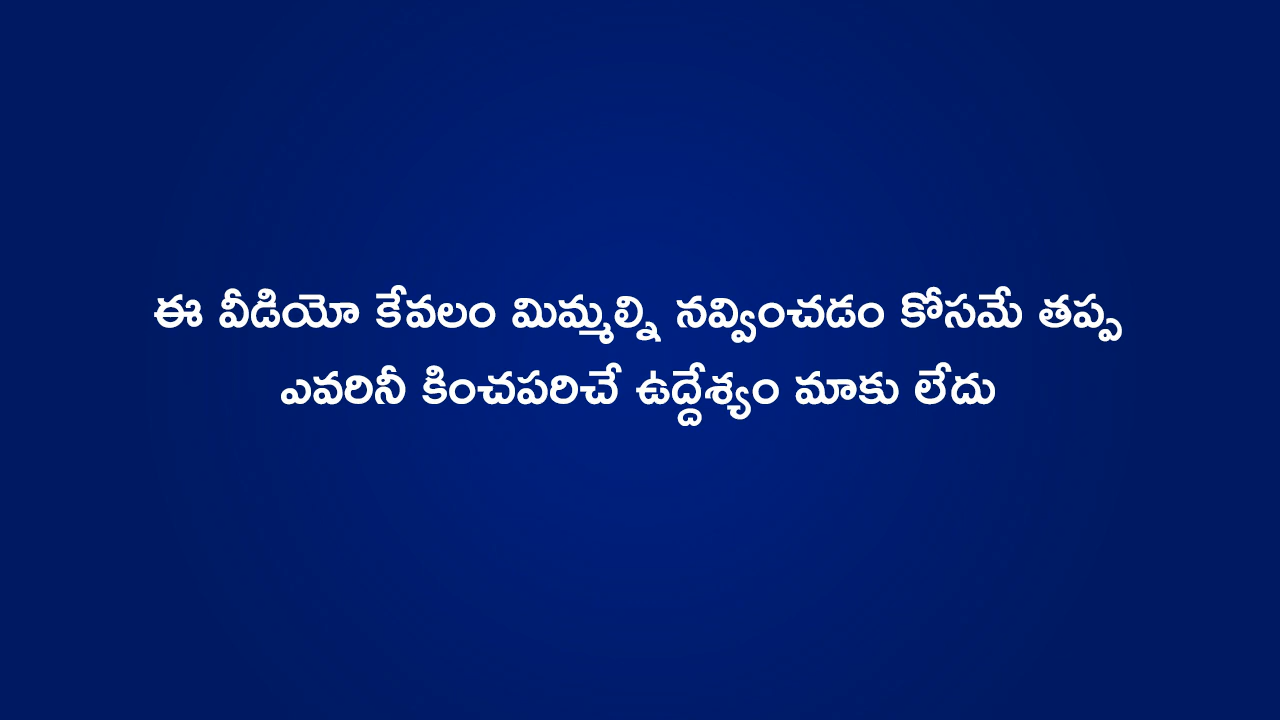 ఈ వీడియో కేవలం మిమ్మల్ని నవ్వించడం కోసమే తప్ప
ఎవరినీ కించపరిచే ఉద్దేశ్యం మాకు లేదు